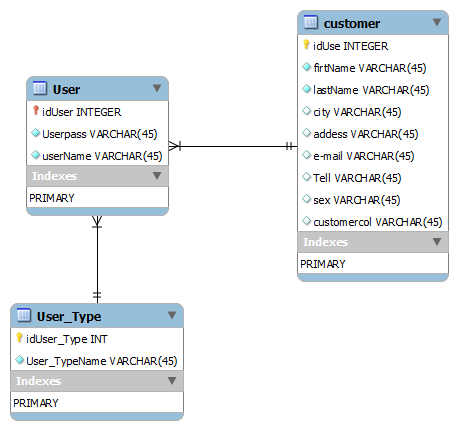 customer
idUse INTEGER
firtName VARCHAR(45)
lastName VARCHAR(45)
city VARCHAR(45)
addess VARCHAR(45)
e-mail VARCHAR(45)
Tell VARCHAR(45)
sex VARCHAR(45)
customercol VARCHAR(45)
Indexes
PRIMARY
User
idUser INTEGER
Userpass VARCHAR(45)
userName VARCHAR(45)
Indexes
PRIMARY
User_Type
idUser_Type INT
User_TypeName VARCHAR(45)
Indexes
PRIMARY